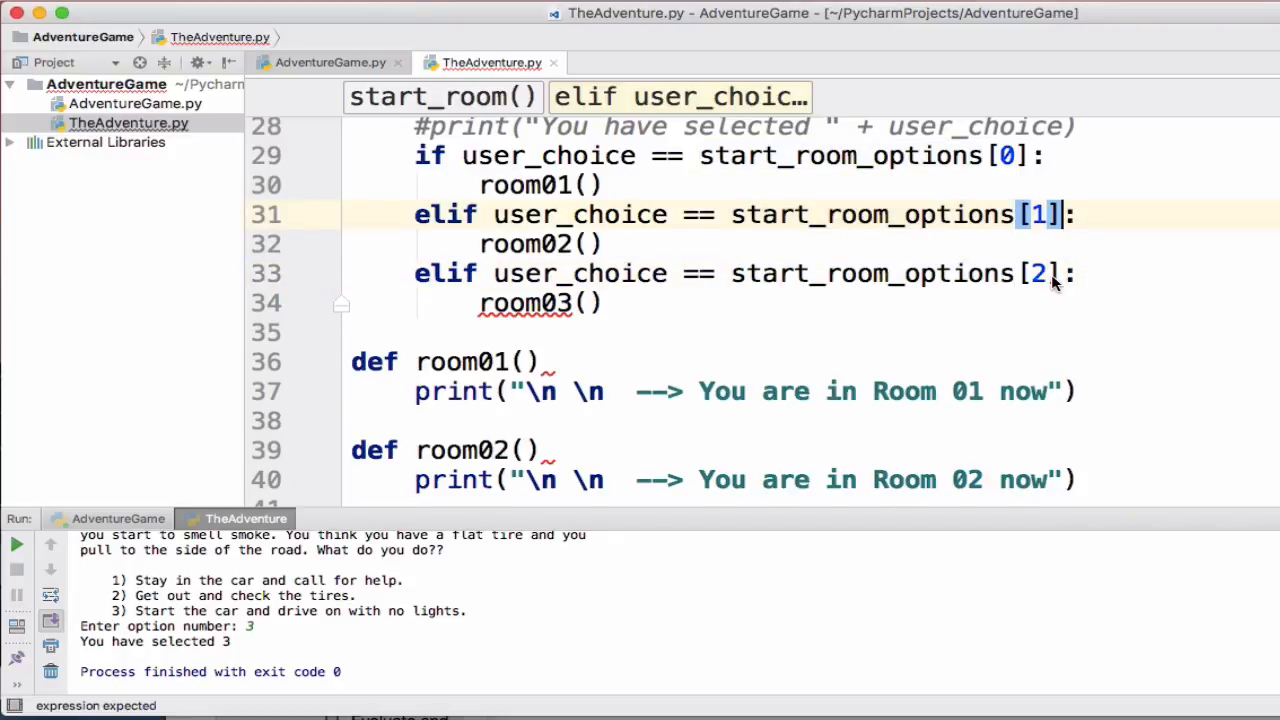 TheAdventure.py - AdventureGame - [~/PycharmProjects/AdventureGame]
AdventureGame TheAdventure.py
Project AdventureGame.py TheAdventure.py
AdventureGame ~/Pycharm
AdventureGame.py
TheAdventure.py
External Libraries
start_room() elif user_choic...
28 #print("You have selected " + user_choice)
29 if user_choice == start_room_options[0]:
30 room01()
31 elif user_choice == start_room_options[1]:
32 room02()
33 elif user_choice == start_room_options[2]:
34 room03()
35
36 def room01()
37 print("\n \n --> You are in Room 01 now")
38
39 def room02()
40 print("\n \n --> You are in Room 02 now")
41
Run: AdventureGame TheAdventure
you start to smell smoke. You think you have a flat tire and you
pull to the side of the road. What do you do??
1) Stay in the car and call for help.
2) Get out and check the tires.
3) Start the car and drive on with no lights.
Enter option number: 3
You have selected 3
Process finished with exit code 0
expression expected
Evaluate and